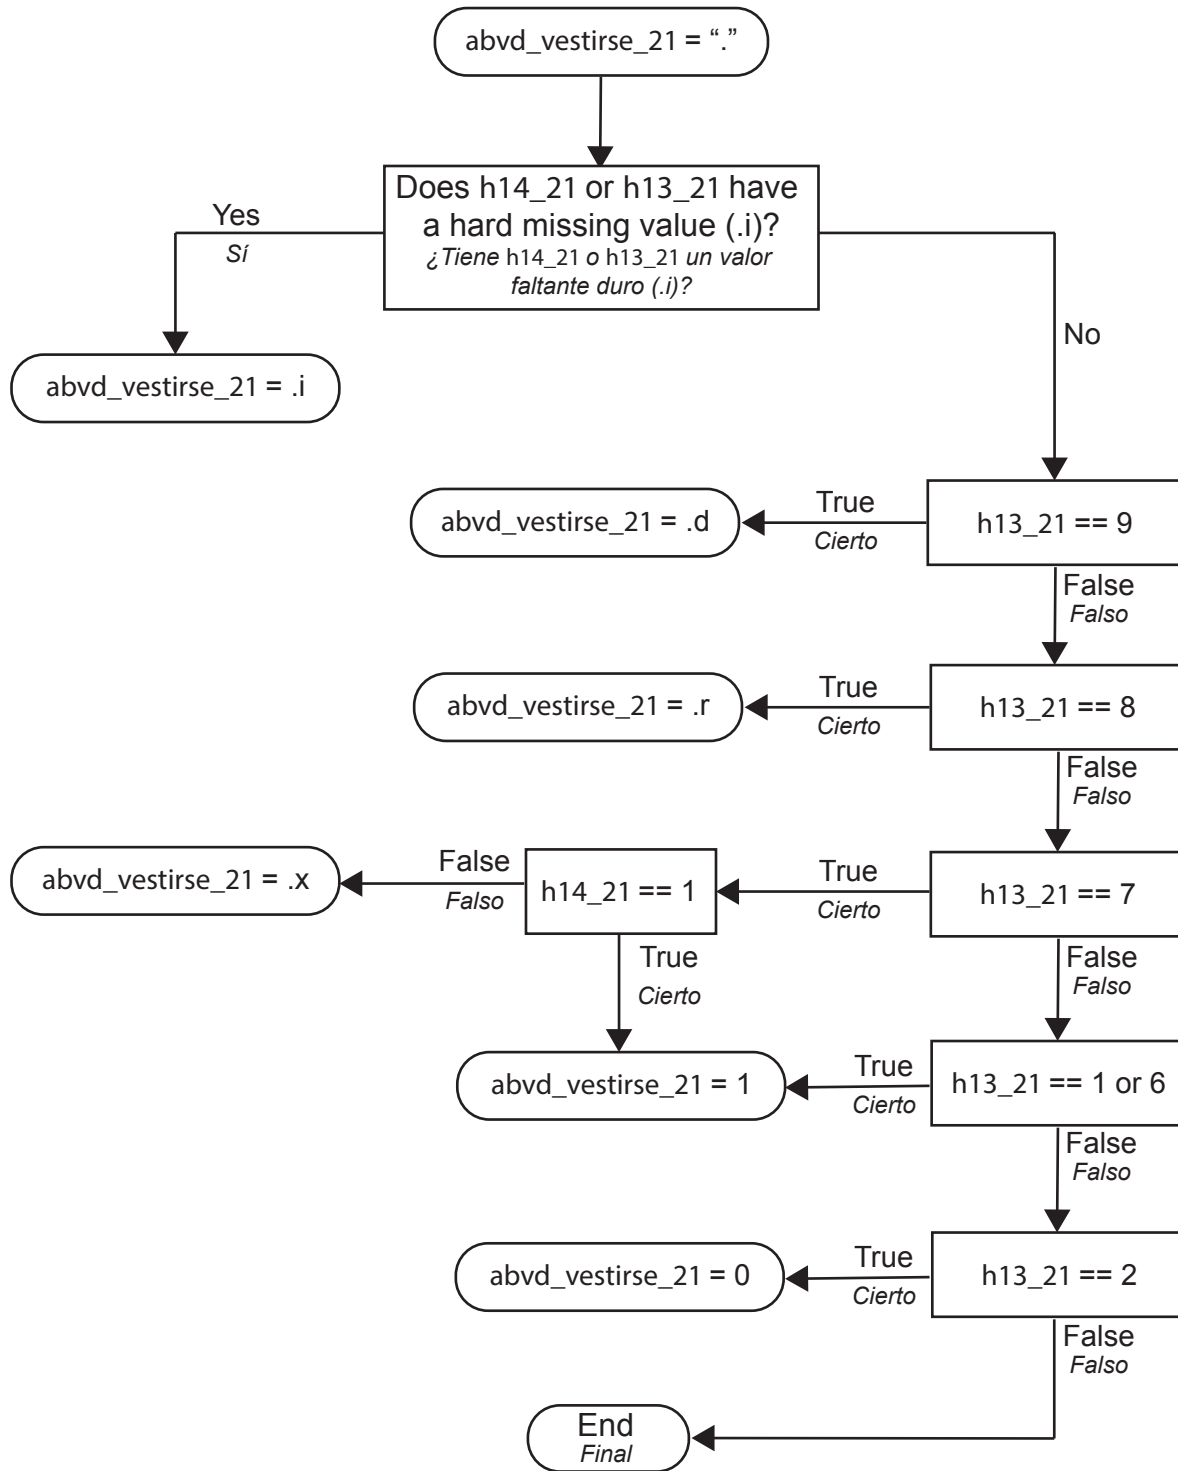 abvd_vestirse_21 = “.”
Does h14_21 or h13_21 have
a hard missing value (.i)?
¿Tiene h14_21 o h13_21 un valor
faltante duro (.i)?
Yes
Sí
No
abvd_vestirse_21 = .i
abvd_vestirse_21 = .d
True
Cierto
h13_21 == 9
False
Falso
abvd_vestirse_21 = .r
True
Cierto
h13_21 == 8
False
Falso
abvd_vestirse_21 = .x
False
Falso
h14_21 == 1
True
Cierto
h13_21 == 7
True
Cierto
False
Falso
abvd_vestirse_21 = 1
True
Cierto
h13_21 == 1 or 6
False
Falso
abvd_vestirse_21 = 0
True
Cierto
h13_21 == 2
False
Falso
End
Final